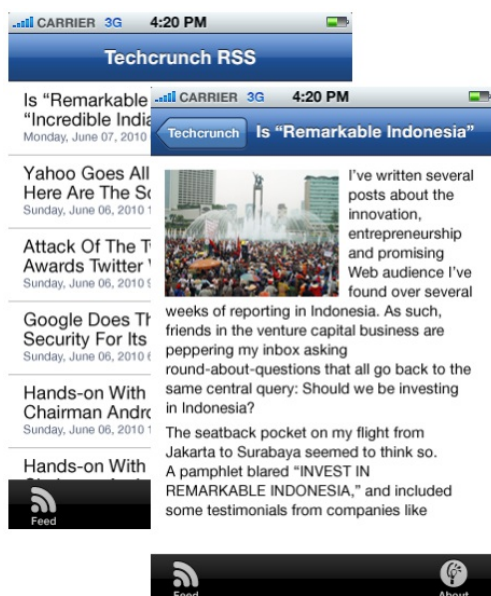 CARRIER 3G 4:20 PM
Techcrunch RSS
Is “Remarkable
“Incredible India
Monday, June 07, 2010
Yahoo Goes All
Here Are The
Sunday, June 06, 2010 1
Attack Of The
Awards Twitter
Sunday, June 06, 2010 9
Google Does
Security For Its
Sunday, June 06, 2010 6
Hands-on With
Chairman
Sunday, June 06, 2010 1
Hands-on With
Feed
CARRIER 3G 4:20 PM
Techcrunch Is “Remarkable Indonesia”
I’ve written several
posts about the
innovation,
entrepreneurship
and promising
Web audience I’ve
found over several
weeks of reporting in Indonesia. As such,
friends in the venture capital business are
peppering my inbox asking
round-about-questions that all go back to the
same central query: Should we be investing
in Indonesia?
The seatback pocket on my flight from
Jakarta to Surabaya seemed to think so.
A pamphlet blared “INVEST IN
REMARKABLE INDONESIA,” and included
some testimonials from companies like
Feed About